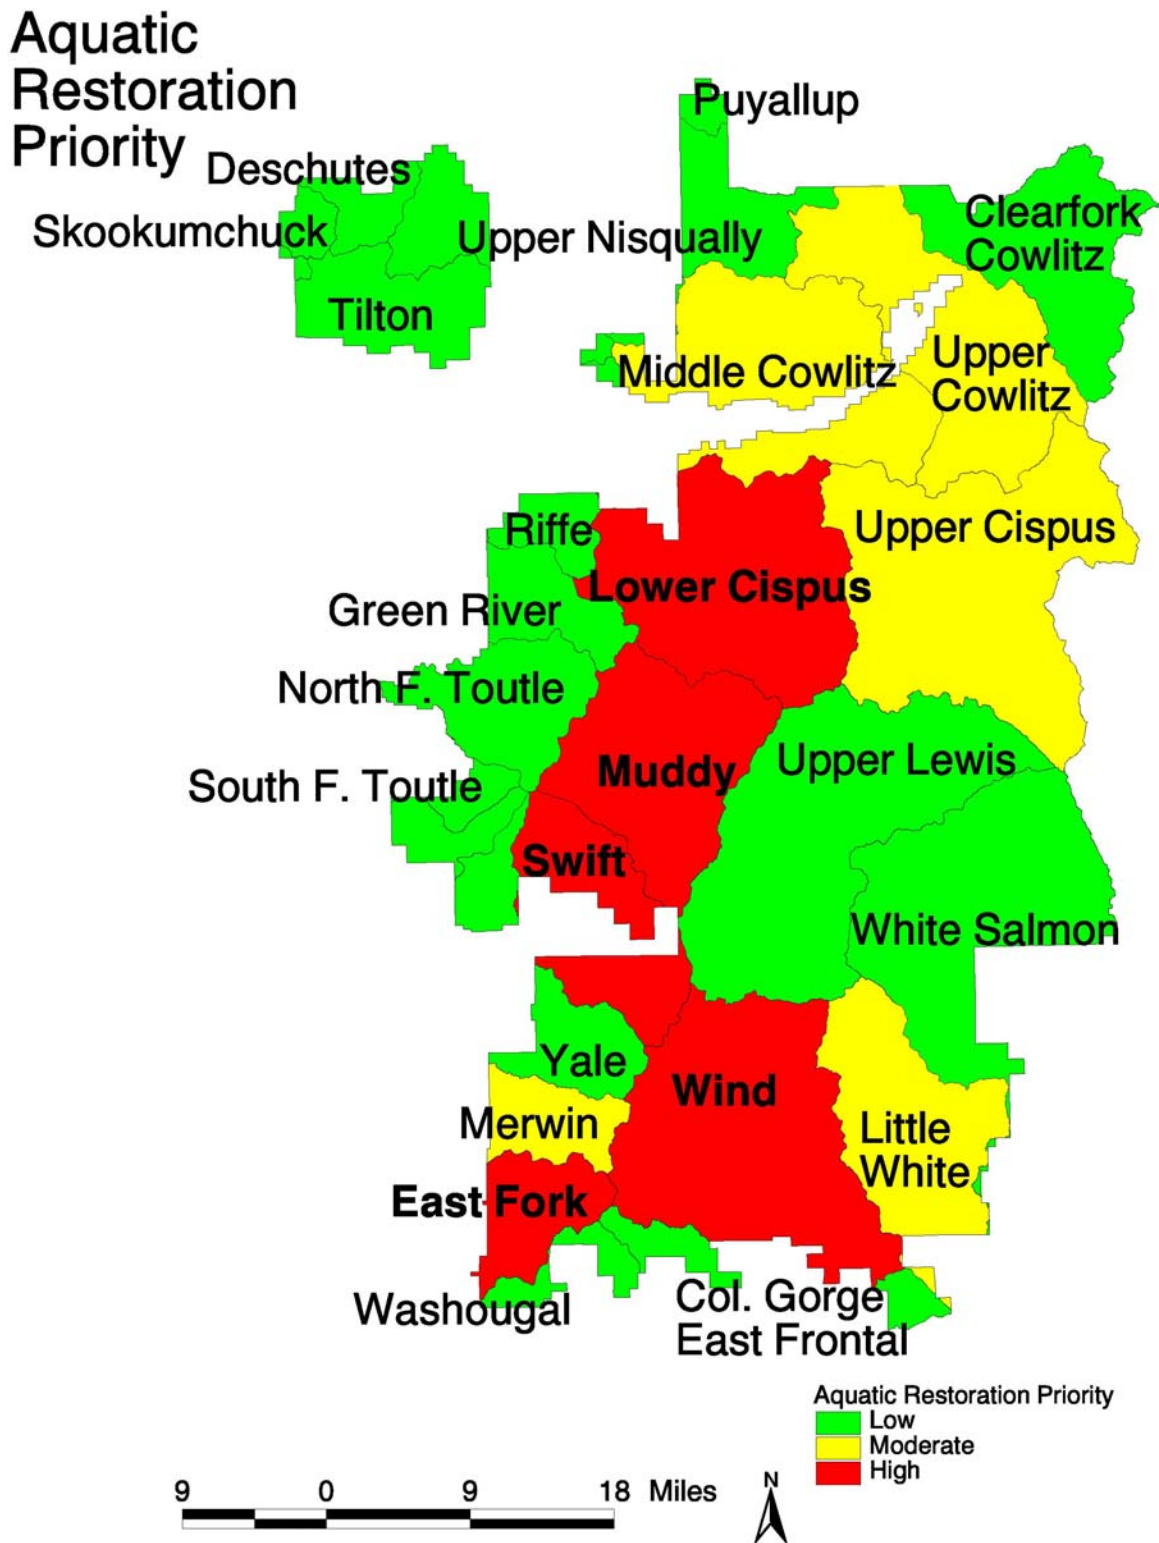 Aquatic
Restoration
Priority
Puyallup
Deschutes
Skookumchuck
Upper Nisqually
Clearfork
Cowlitz
Tilton
Middle Cowlitz
Upper
Cowlitz
Riffe
Upper Cispus
Lower Cispus
Green River
North F. Toutle
Muddy
Upper Lewis
South F. Toutle
Swift
White Salmon
Yale
Wind
Merwin
Little
White
East Fork
Washougal
Col. Gorge
East Frontal
Aquatic Restoration Priority
Low
Moderate
High
9 0 9 18 Miles
N